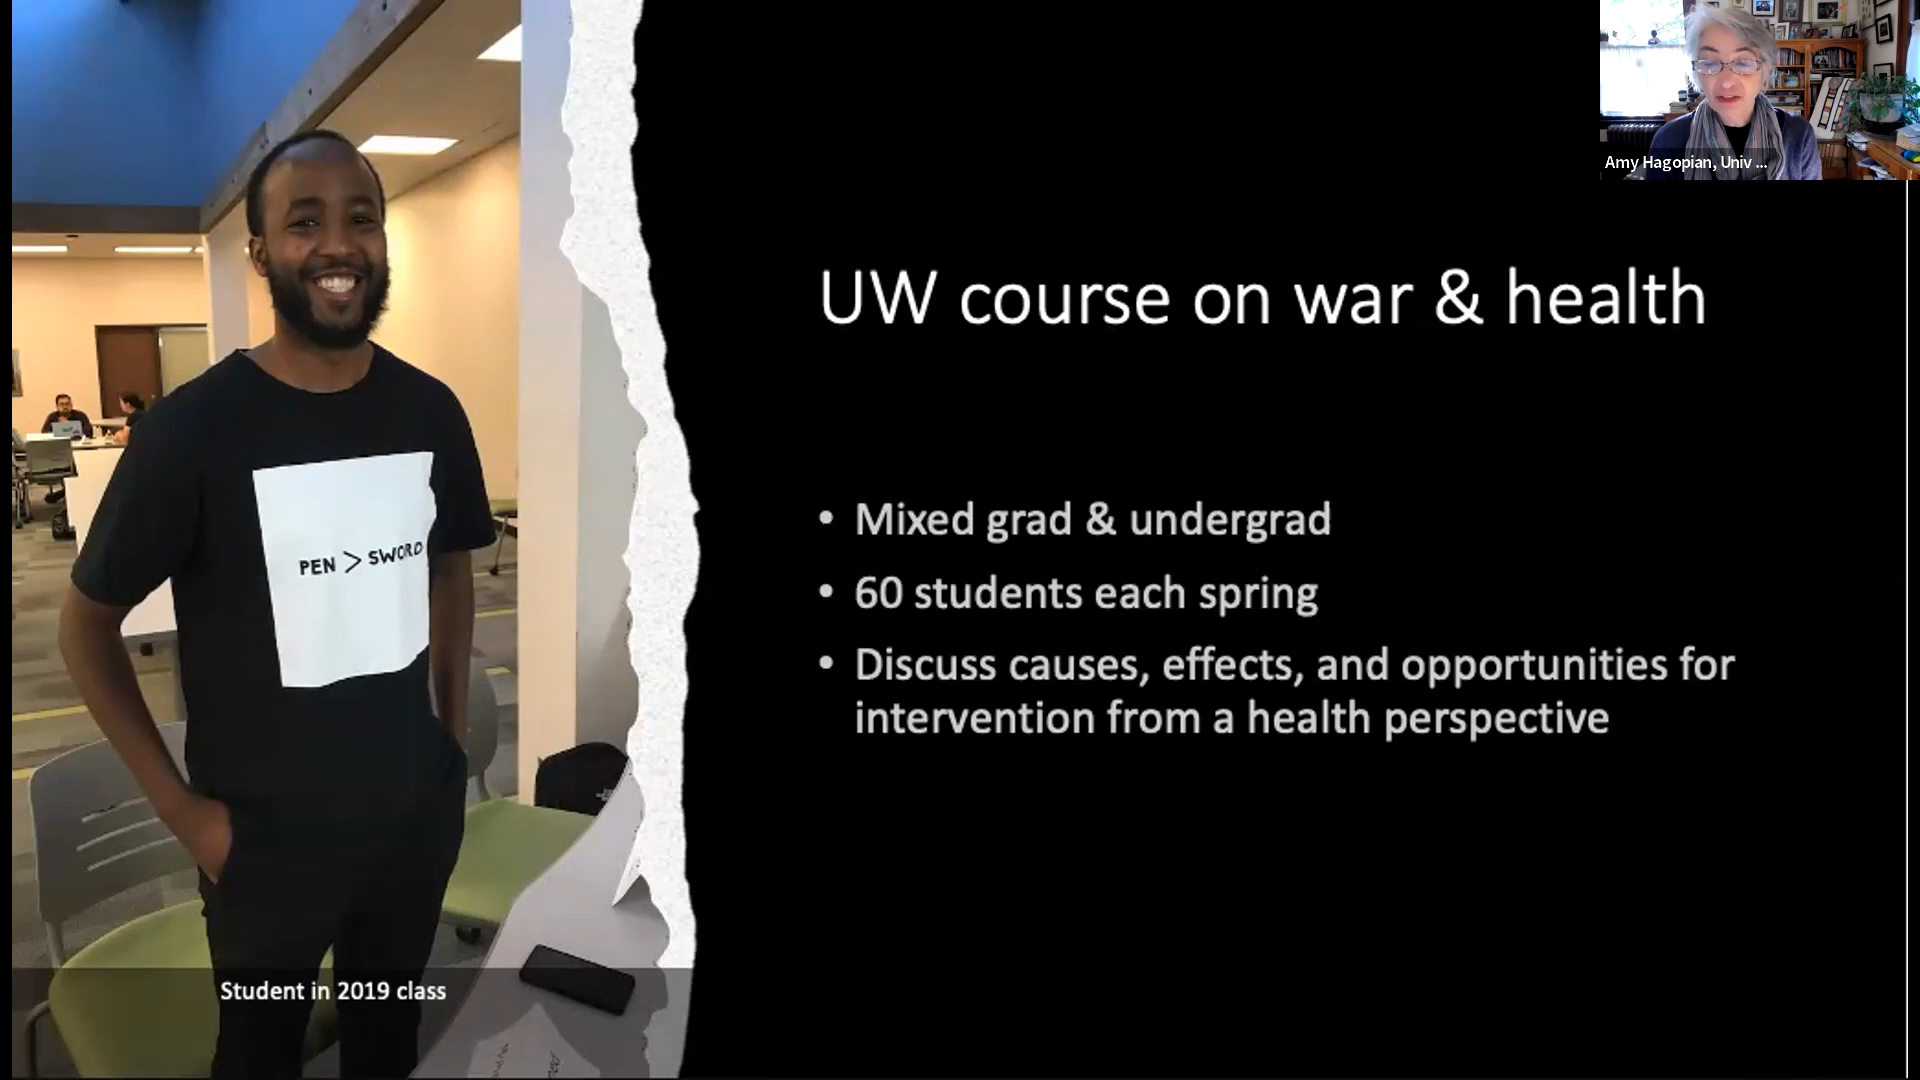 Amy Hagopian, Univ ...
UW course on war & health
• Mixed grad & undergrad
• 60 students each spring
• Discuss causes, effects, and opportunities for
intervention from a health perspective
PEN > SWORD
Student in 2019 class